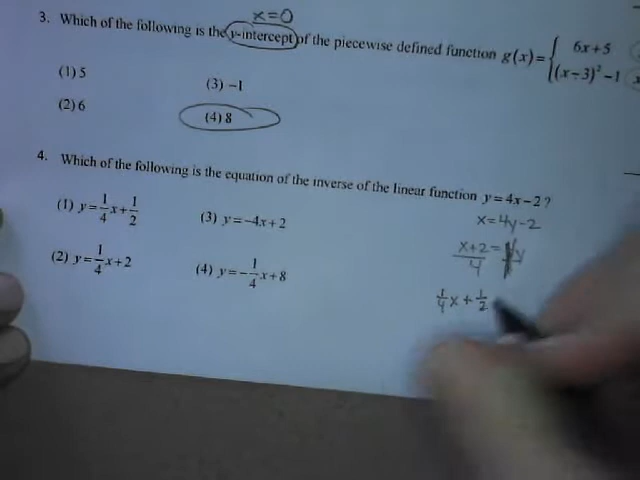 x=0
3. Which of the following is the y-intercept of the piecewise defined function g(x)={ 6x+5
(x-3)²-1
(1) 5
(3) -1
(2) 6
(4) 8
4. Which of the following is the equation of the inverse of the linear function y=4x-2?
(1) y=1/4x+1/2
(3) y=-4x+2
x=4y-2
(2) y=1/4x+2
(4) y=-1/4x+8
x+2=4y
4
1/4x+1/2